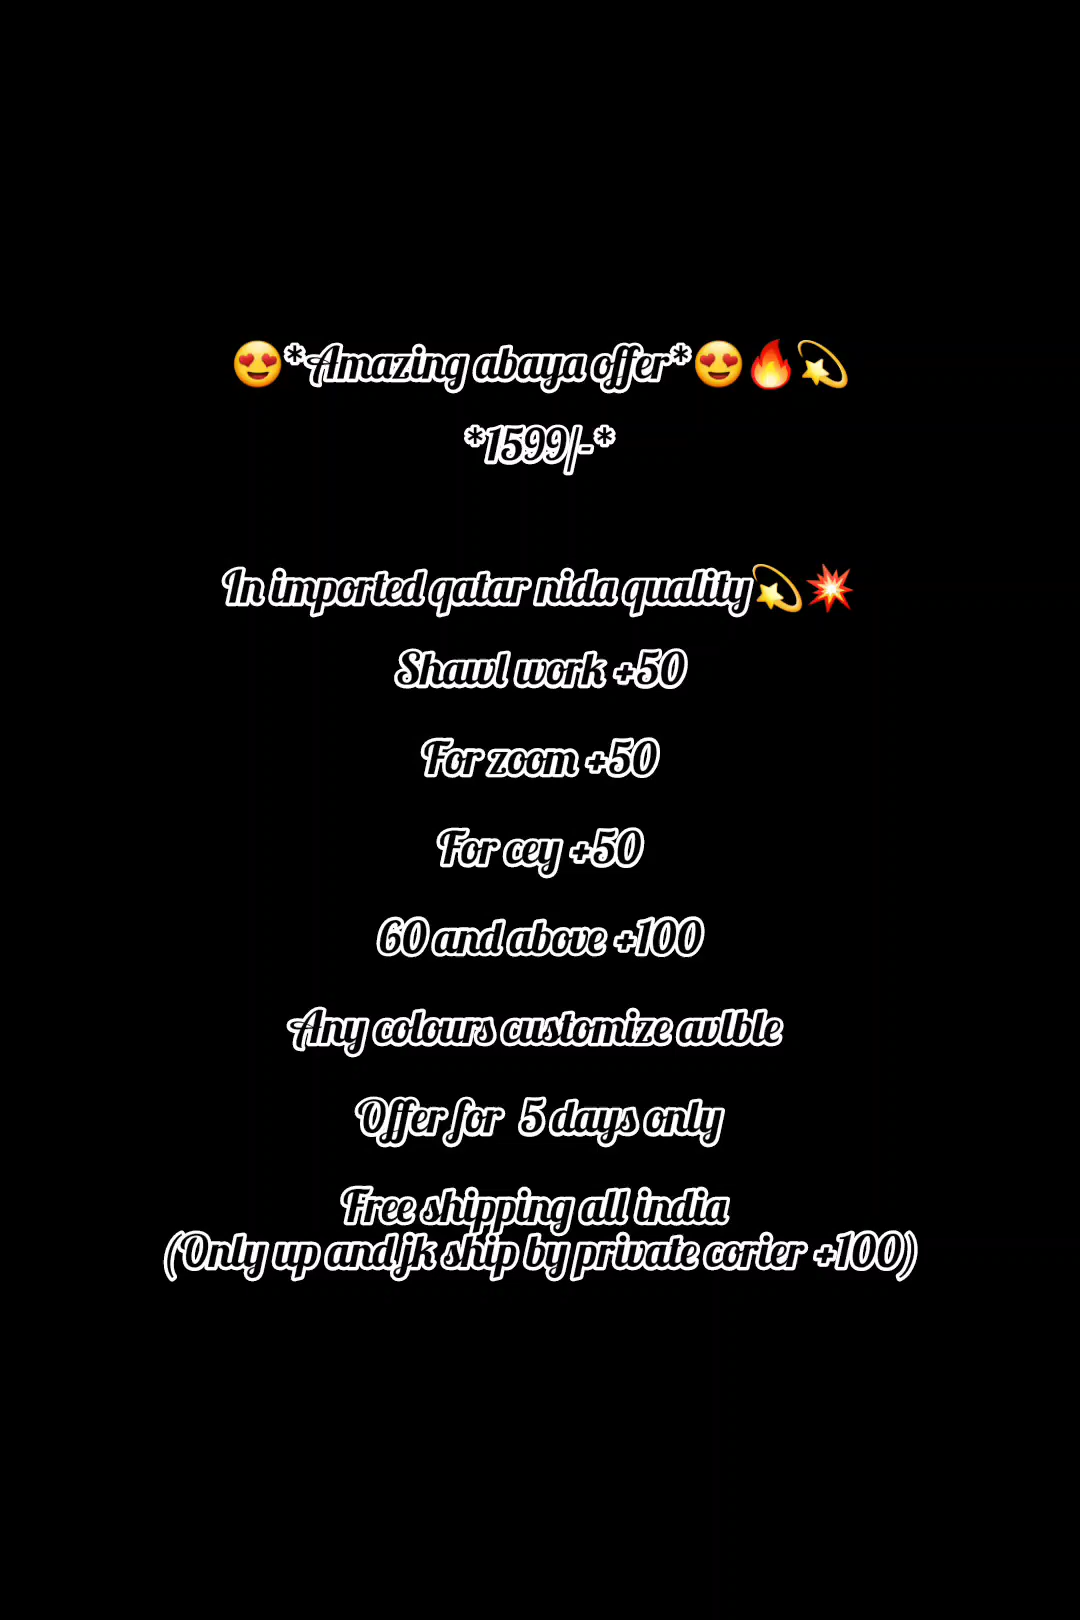 😍*Amazing abaya offer*😍🔥💫
*1599/-*
In imported qatar nida quality💫💥
Shawl work +50
For zoom +50
For cey +50
60 and above +100
Any colours customize avlble
Offer for  5 days only
Free shipping all india
(Only up and jk ship by private corier +100)